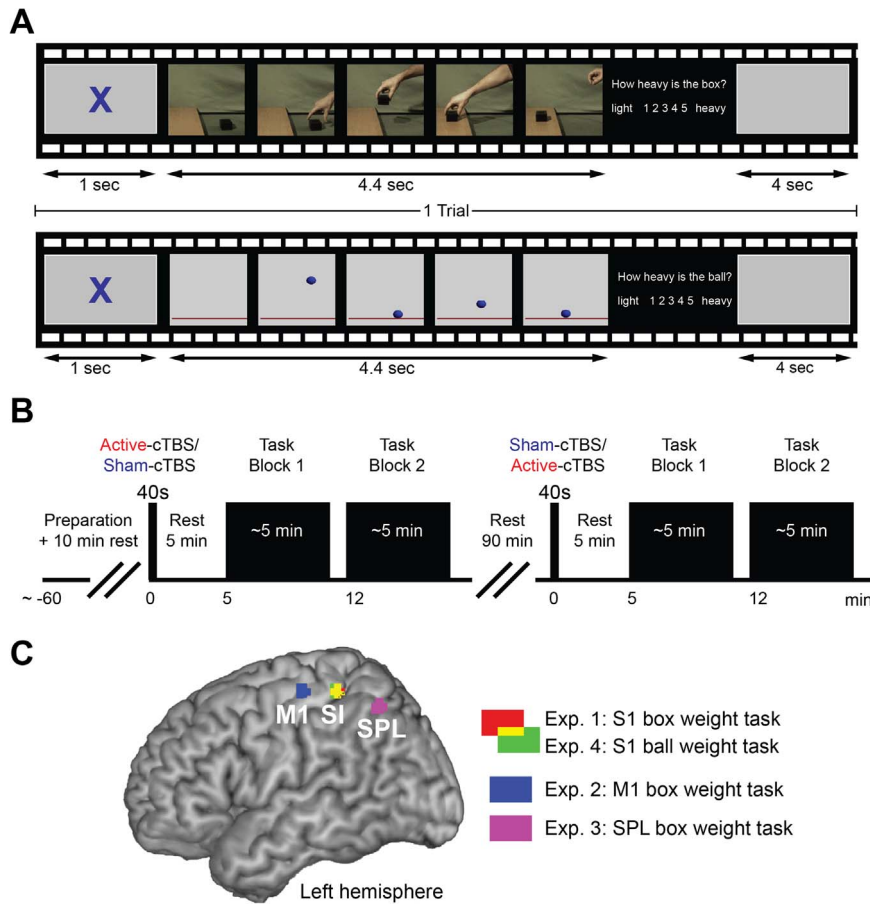 A
X
How heavy is the box?
light 1 2 3 4 5 heavy
1 sec
4.4 sec
4 sec
1 Trial
X
How heavy is the ball?
light 1 2 3 4 5 heavy
1 sec
4.4 sec
4 sec
B
Active-cTBS/
Sham-cTBS
Task
Block 1
Task
Block 2
Sham-cTBS/
Active-cTBS
Task
Block 1
Task
Block 2
40s
40s
Preparation
+ 10 min rest
Rest
5 min
~5 min
~5 min
Rest
90 min
Rest
5 min
~5 min
~5 min
~ -60
0
5
12
0
5
12
min
C
M1
SI
SPL
Exp. 1: S1 box weight task
Exp. 4: S1 ball weight task
Exp. 2: M1 box weight task
Exp. 3: SPL box weight task
Left hemisphere